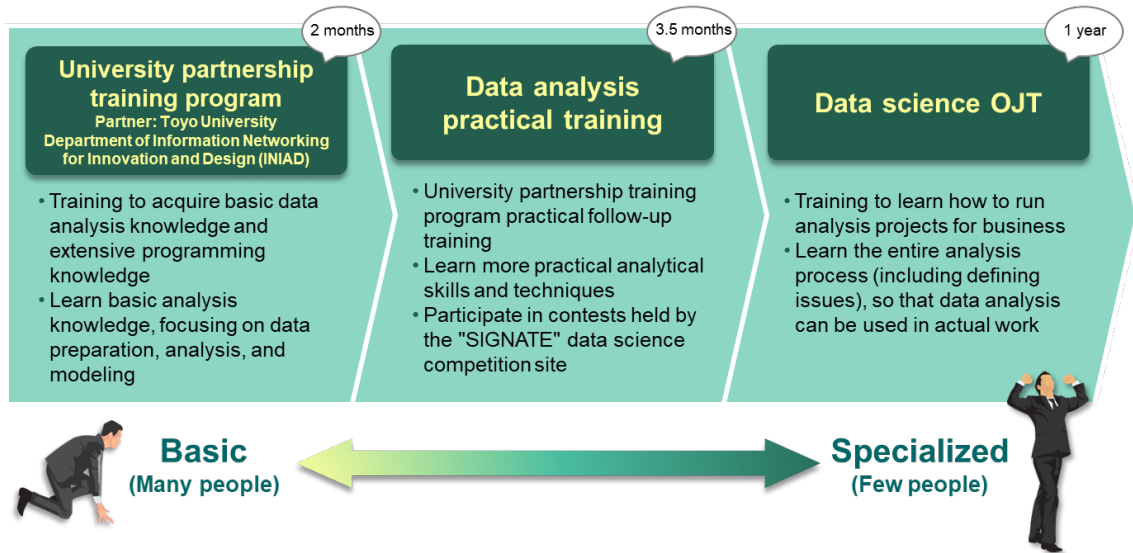 2 months
University partnership
training program
Partner: Toyo University
Department of Information Networking
for Innovation and Design (INIAD)
• Training to acquire basic data
analysis knowledge and
extensive programming
knowledge
• Learn basic analysis
knowledge, focusing on data
preparation, analysis, and
modeling
3.5 months
Data analysis
practical training
• University partnership training
program practical follow-up
training
• Learn more practical analytical
skills and techniques
• Participate in contests held by
the "SIGNATE" data science
competition site
1 year
Data science OJT
• Training to learn how to run
analysis projects for business
• Learn the entire analysis
process (including defining
issues), so that data analysis
can be used in actual work
Basic
(Many people)
Specialized
(Few people)